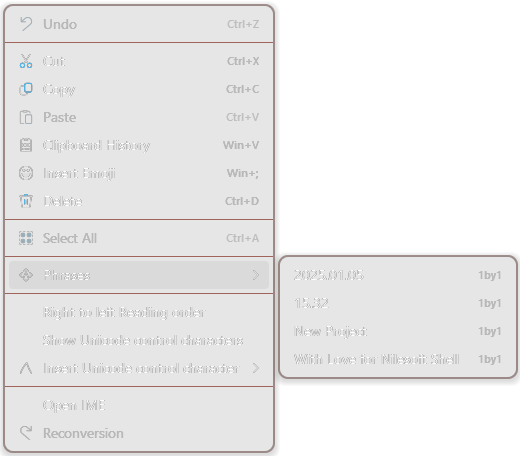 Undo Ctrl+Z
Cut Ctrl+X
Copy Ctrl+C
Paste Ctrl+V
Clipboard History Win+V
Insert Emoji Win+;
Delete Ctrl+D
Select All Ctrl+A
Phrases
2025.01.05 1by1
15.32 1by1
New Project 1by1
With Love for Nilesoft Shell 1by1
Right to left Reading order
Show Unicode control characters
Insert Unicode control character
Open IME
Reconversion